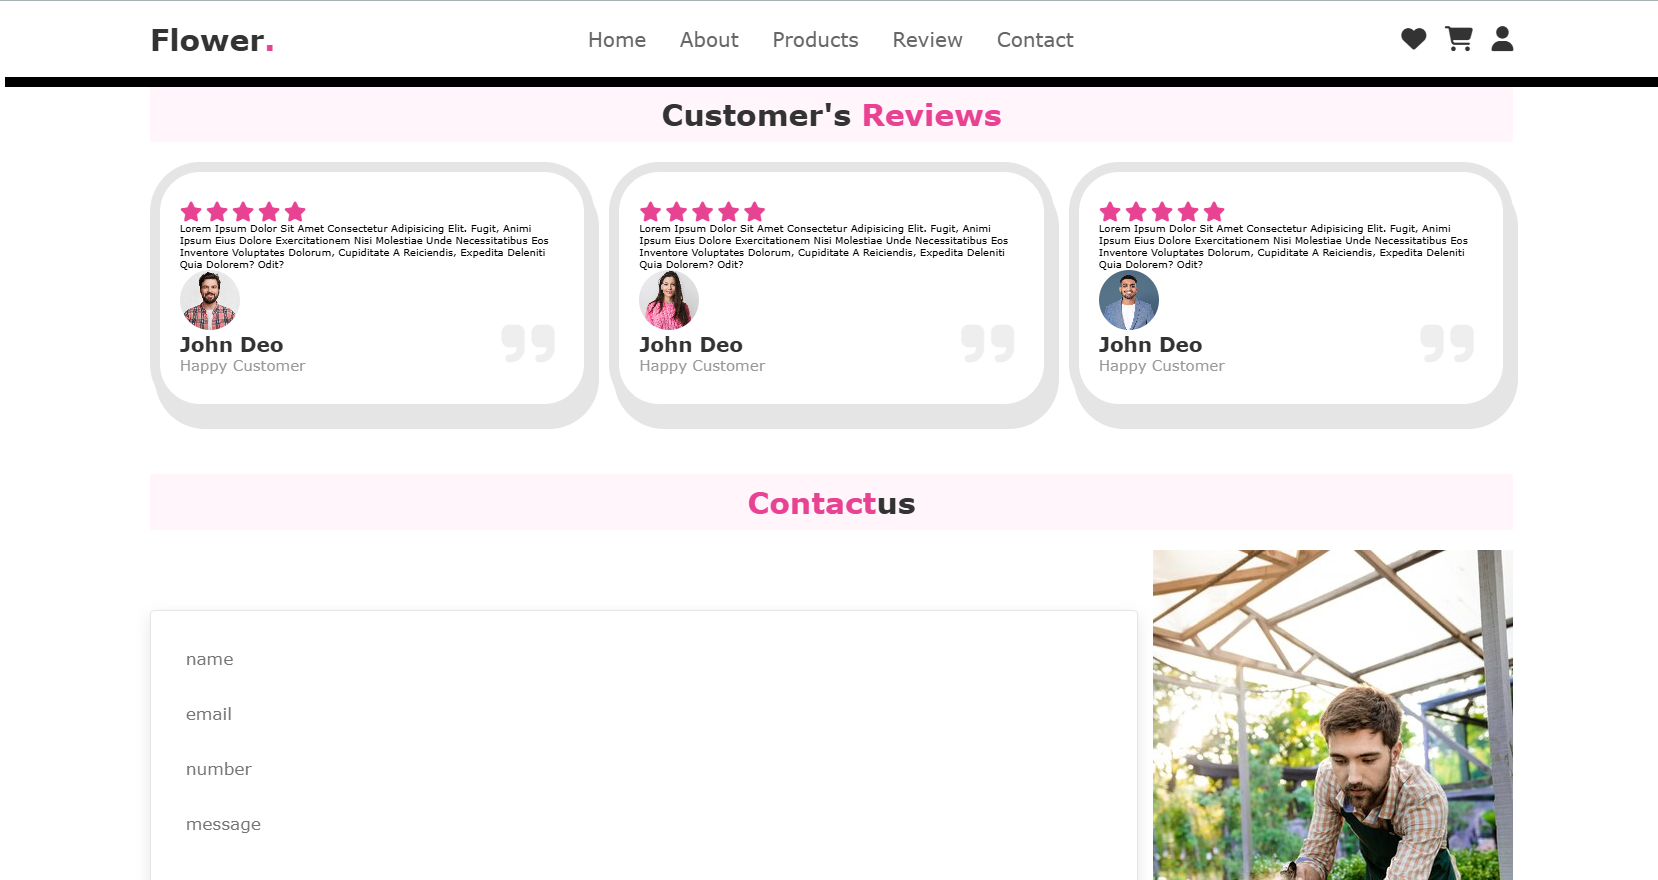 Flower.
Home About Products Review Contact
Customer's Reviews
Lorem Ipsum Dolor Sit Amet Consectetur Adipisicing Elit. Fugit, Animi
Ipsum Eius Dolore Exercitationem Nisi Molestiae Unde Necessitatibus Eos
Inventore Voluptates Dolorum, Cupiditate A Reiciendis, Expedita Deleniti
Quia Dolorem? Odit?
John Deo
Happy Customer
Lorem Ipsum Dolor Sit Amet Consectetur Adipisicing Elit. Fugit, Animi
Ipsum Eius Dolore Exercitationem Nisi Molestiae Unde Necessitatibus Eos
Inventore Voluptates Dolorum, Cupiditate A Reiciendis, Expedita Deleniti
Quia Dolorem? Odit?
John Deo
Happy Customer
Lorem Ipsum Dolor Sit Amet Consectetur Adipisicing Elit. Fugit, Animi
Ipsum Eius Dolore Exercitationem Nisi Molestiae Unde Necessitatibus Eos
Inventore Voluptates Dolorum, Cupiditate A Reiciendis, Expedita Deleniti
Quia Dolorem? Odit?
John Deo
Happy Customer
Contactus
name
email
number
message